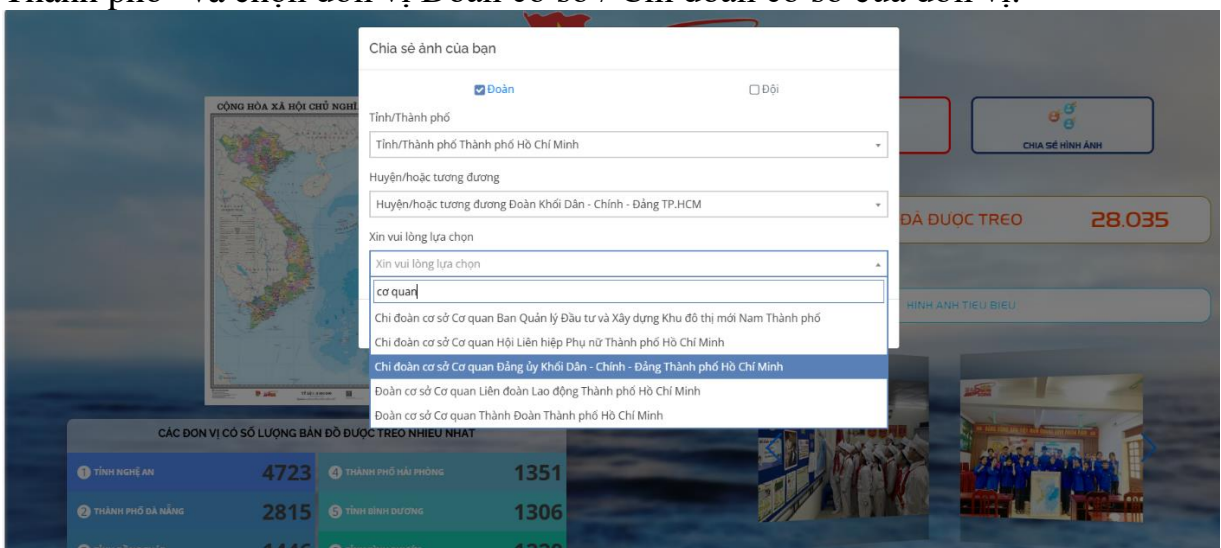 Thành phố" và chọn đơn vị Đoàn cơ sở / Chi đoàn cơ sở của đơn vị.
Chia sẻ ảnh của bạn
Đoàn
Đội
CỘNG HÒA XÃ HỘI CHỦ NGHĨ
Tỉnh/Thành phố
Tỉnh/Thành phố Thành phố Hồ Chí Minh
CHIA SẺ HÌNH ẢNH
Huyện/hoặc tương đương
Huyện/hoặc tương đương Đoàn Khối Dân - Chính - Đảng TP.HCM
ĐÃ ĐƯỢC TREO 28.035
Xin vui lòng lựa chọn
Xin vui lòng lựa chọn
cơ quan
HÌNH ẢNH TIÊU BIỂU
Chi đoàn cơ sở Cơ quan Ban Quản lý Đầu tư và Xây dựng Khu đô thị mới Nam Thành phố
Chi đoàn cơ sở Cơ quan Hội Liên hiệp Phụ nữ Thành phố Hồ Chí Minh
Chi đoàn cơ sở Cơ quan Đảng ủy Khối Dân - Chính - Đảng Thành phố Hồ Chí Minh
Đoàn cơ sở Cơ quan Liên đoàn Lao động Thành phố Hồ Chí Minh
Đoàn cơ sở Cơ quan Thành Đoàn Thành phố Hồ Chí Minh
CÁC ĐƠN VỊ CÓ SỐ LƯỢNG BẢN ĐỒ ĐƯỢC TREO NHIỀU NHẤT
1 TỈNH NGHỆ AN 4723
4 THÀNH PHỐ HẢI PHÒNG 1351
2 THÀNH PHỐ ĐÀ NẴNG 2815
5 TỈNH BÌNH DƯƠNG 1306